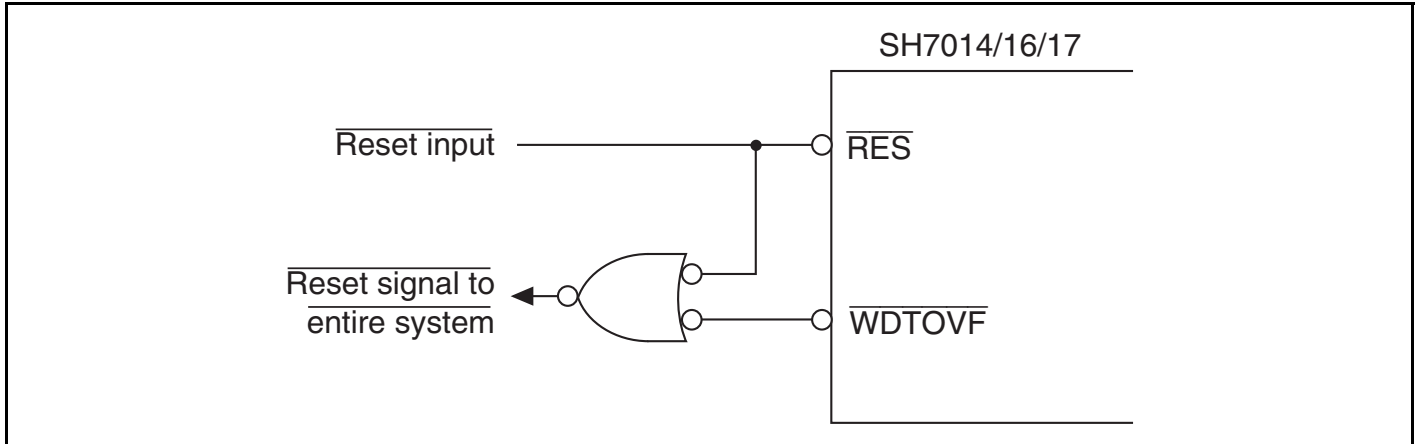 SH7014/16/17
Reset input
RES
Reset signal to
entire system
WDTOVF